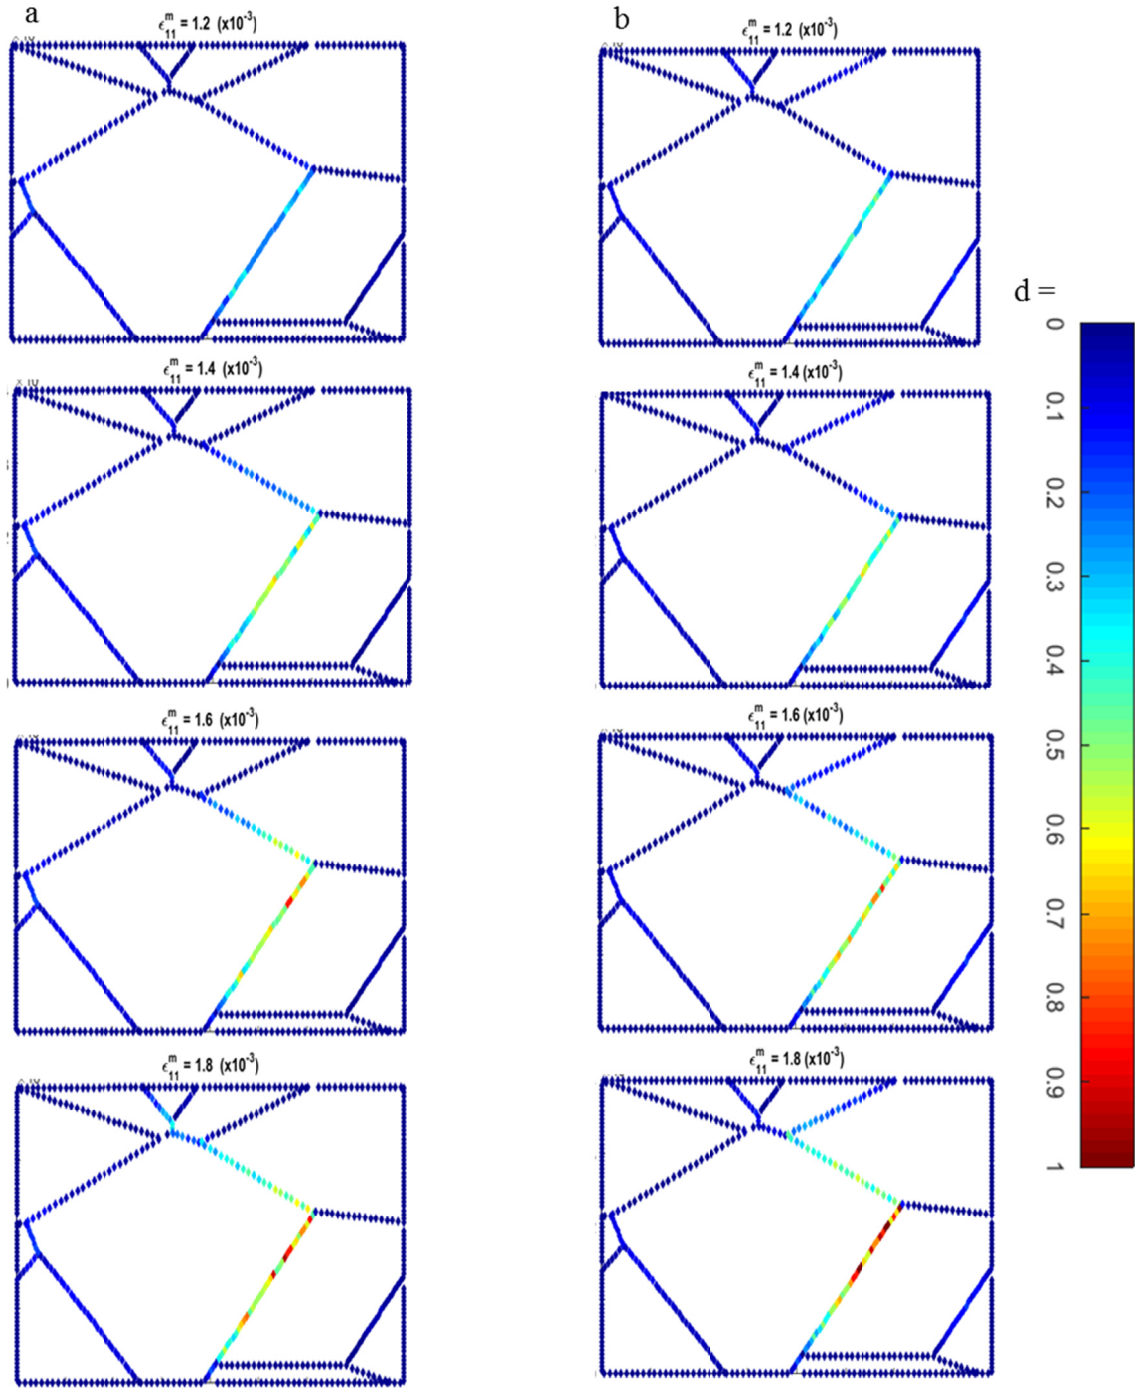 a
ϵ₁₁ᵐ = 1.2 (x10⁻³)
b
ϵ₁₁ᵐ = 1.2 (x10⁻³)
ϵ₁₁ᵐ = 1.4 (x10⁻³)
ϵ₁₁ᵐ = 1.4 (x10⁻³)
ϵ₁₁ᵐ = 1.6 (x10⁻³)
ϵ₁₁ᵐ = 1.6 (x10⁻³)
ϵ₁₁ᵐ = 1.8 (x10⁻³)
ϵ₁₁ᵐ = 1.8 (x10⁻³)
d =
0
0.1
0.2
0.3
0.4
0.5
0.6
0.7
0.8
0.9
1